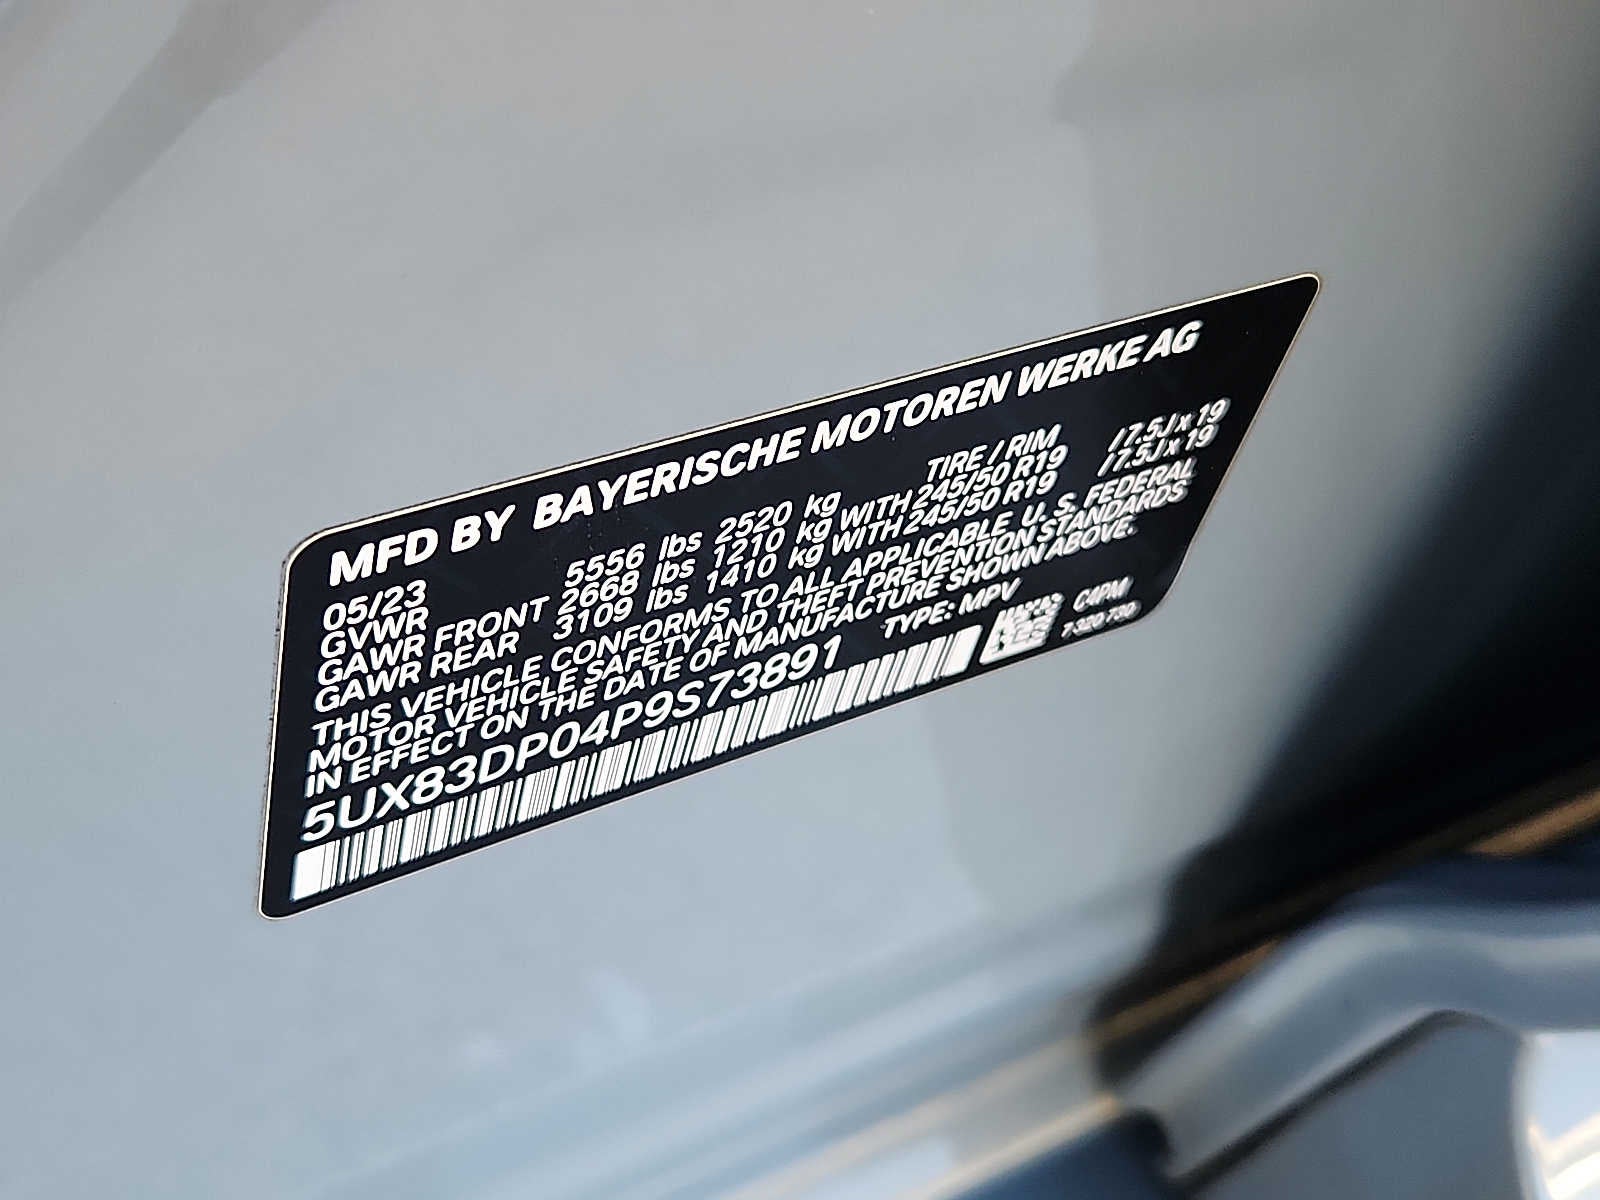 MFD BY BAYERISCHE MOTOREN WERKE AG
05/23 TIRE / RIM
GVWR 5556 lbs 2520 kg
GAWR FRONT 2668 lbs 1210 kg WITH 245/50 R19 / 7.5J x 19
GAWR REAR 3109 lbs 1410 kg WITH 245/50 R19 / 7.5J x 19
THIS VEHICLE CONFORMS TO ALL APPLICABLE U. S. FEDERAL
MOTOR VEHICLE SAFETY AND THEFT PREVENTION STANDARDS
IN EFFECT ON THE DATE OF MANUFACTURE SHOWN ABOVE.
5UX83DP04P9S73891 TYPE: MPV
C4PM
7320730